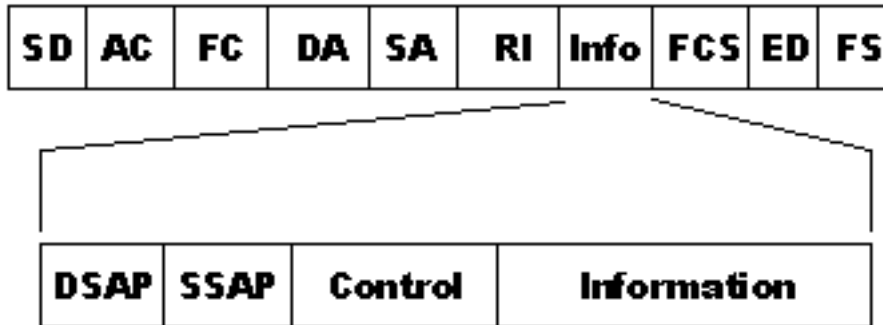 SD AC FC DA SA RI Info FCS ED FS
DSAP SSAP Control Information